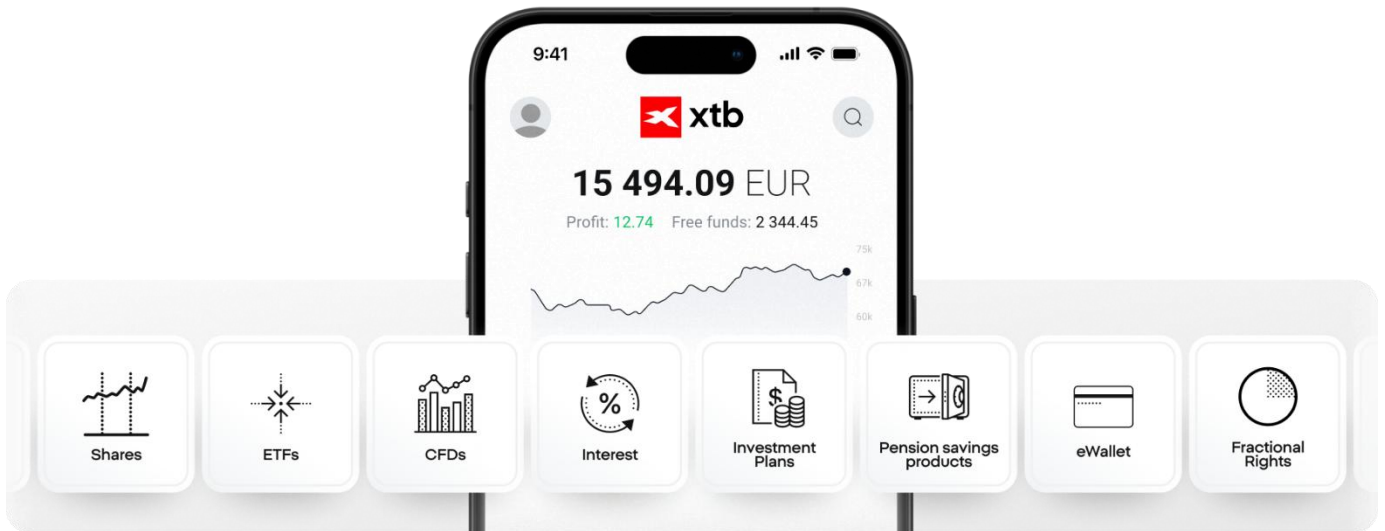 9:41
xtb
15 494.09 EUR
Profit: 12.74 Free funds: 2 344.45
75k
67k
60k
Shares
ETFs
CFDs
%
Interest
$
Investment
Plans
Pension savings
products
eWallet
Fractional
Rights